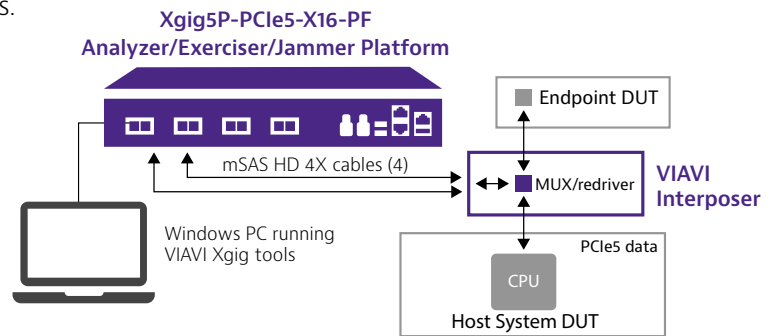 S.
Xgig5P-PCIe5-X16-PF
Analyzer/Exerciser/Jammer Platform
Endpoint DUT
mSAS HD 4X cables (4)
MUX/redriver
VIAVI
Interposer
Windows PC running
VIAVI Xgig tools
PCIe5 data
CPU
Host System DUT